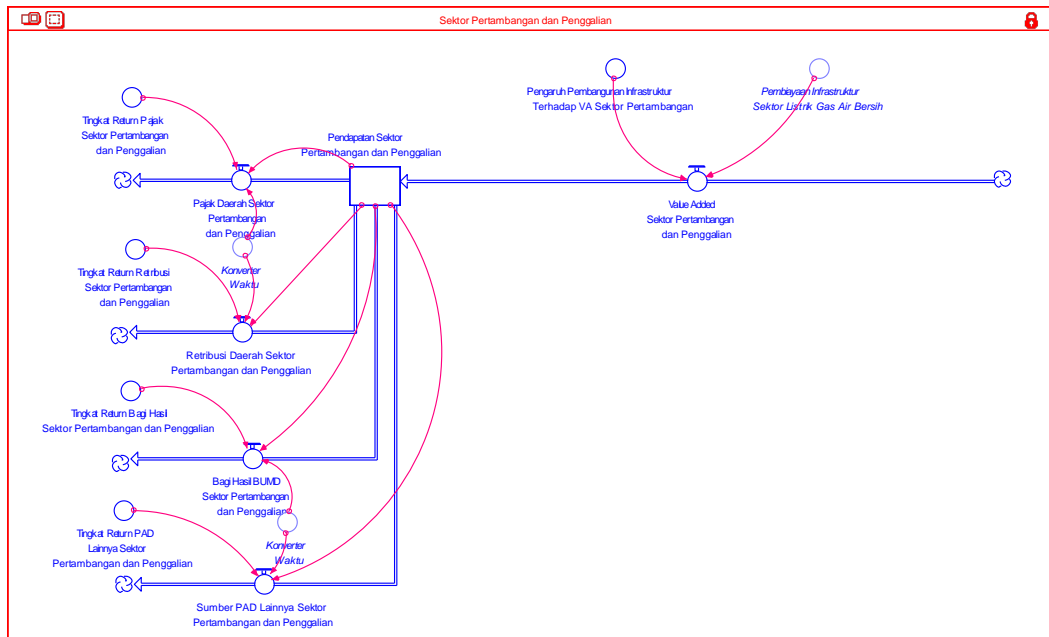 Sektor Pertambangan dan Penggalian
Pengaruh Pembangunan Infrastruktur
Terhadap VA Sektor Pertambangan
Pembiayaan Infrastruktur
Sektor Listrik Gas Air Bersih
Tingkat Return Pajak
Sektor Pertambangan
dan Penggalian
Pendapatan Sektor
Pertambangan dan Penggalian
Pajak Daerah Sektor
Pertambangan
dan Penggalian
Value Added
Sektor Pertambangan
dan Penggalian
Tingkat Return Retribusi
Sektor Pertambangan
dan Penggalian
Konverter
Waktu
Retribusi Daerah Sektor
Pertambangan dan Penggalian
Tingkat Return Bagi Hasil
Sektor Pertambangan dan Penggalian
Bagi Hasil BUMD
Sektor Pertambangan
dan Penggalian
Tingkat Return PAD
Lainnya Sektor
Pertambangan dan Penggalian
Konverter
Waktu
Sumber PAD Lainnya Sektor
Pertambangan dan Penggalian